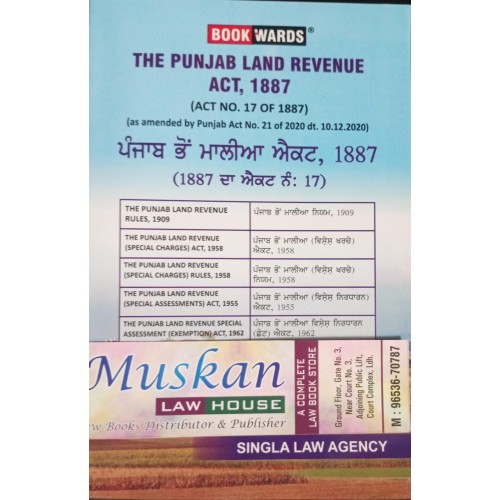 BOOK WARDS®
THE PUNJAB LAND REVENUE
ACT, 1887
(ACT NO. 17 OF 1887)
(as amended by Punjab Act No. 21 of 2020 dt. 10.12.2020)
ਪੰਜਾਬ ਭੋਂ ਮਾਲੀਆ ਐਕਟ, 1887
(1887 ਦਾ ਐਕਟ ਨੰ: 17)
THE PUNJAB LAND REVENUE
RULES, 1909
ਪੰਜਾਬ ਭੋਂ ਮਾਲੀਆ ਨਿਯਮ, 1909
THE PUNJAB LAND REVENUE
(SPECIAL CHARGES) ACT, 1958
ਪੰਜਾਬ ਭੋਂ ਮਾਲੀਆ (ਵਿਸ਼ੇਸ਼ ਖਰਚੇ)
ਐਕਟ, 1958
THE PUNJAB LAND REVENUE
(SPECIAL CHARGES) RULES, 1958
ਪੰਜਾਬ ਭੋਂ ਮਾਲੀਆ (ਵਿਸ਼ੇਸ਼ ਖਰਚੇ)
ਨਿਯਮ, 1958
THE PUNJAB LAND REVENUE
(SPECIAL ASSESSMENTS) ACT, 1955
ਪੰਜਾਬ ਭੋਂ ਮਾਲੀਆ (ਵਿਸ਼ੇਸ਼ ਨਿਰਧਾਰਨ)
ਐਕਟ, 1955
THE PUNJAB LAND REVENUE SPECIAL
ASSESSMENT (EXEMPTION) ACT, 1962
ਪੰਜਾਬ ਭੋਂ ਮਾਲੀਆ ਵਿਸ਼ੇਸ਼ ਨਿਰਧਾਰਨ
(ਛੋਟ) ਐਕਟ, 1962
Muskan
LAW HOUSE
w Books Distributor & Publisher
A COMPLETE
LAW BOOK STORE
Ground Floor, Gate No. 3,
Near Court No. 3,
Adjoining Public Lift,
Court Complex, Ldh.
M : 96536-70787
SINGLA LAW AGENCY